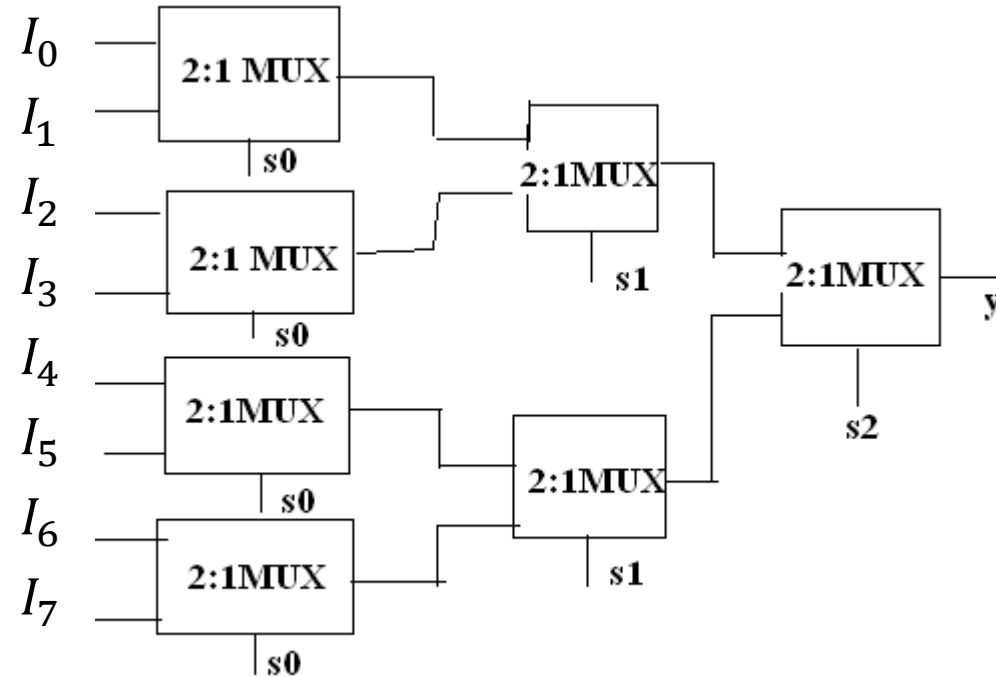 I₀
2:1 MUX
I₁
s0
I₂
2:1MUX
2:1 MUX
I₃
s1
2:1MUX
y
s0
I₄
2:1MUX
s2
I₅
2:1MUX
s0
I₆
2:1MUX
s1
I₇
s0